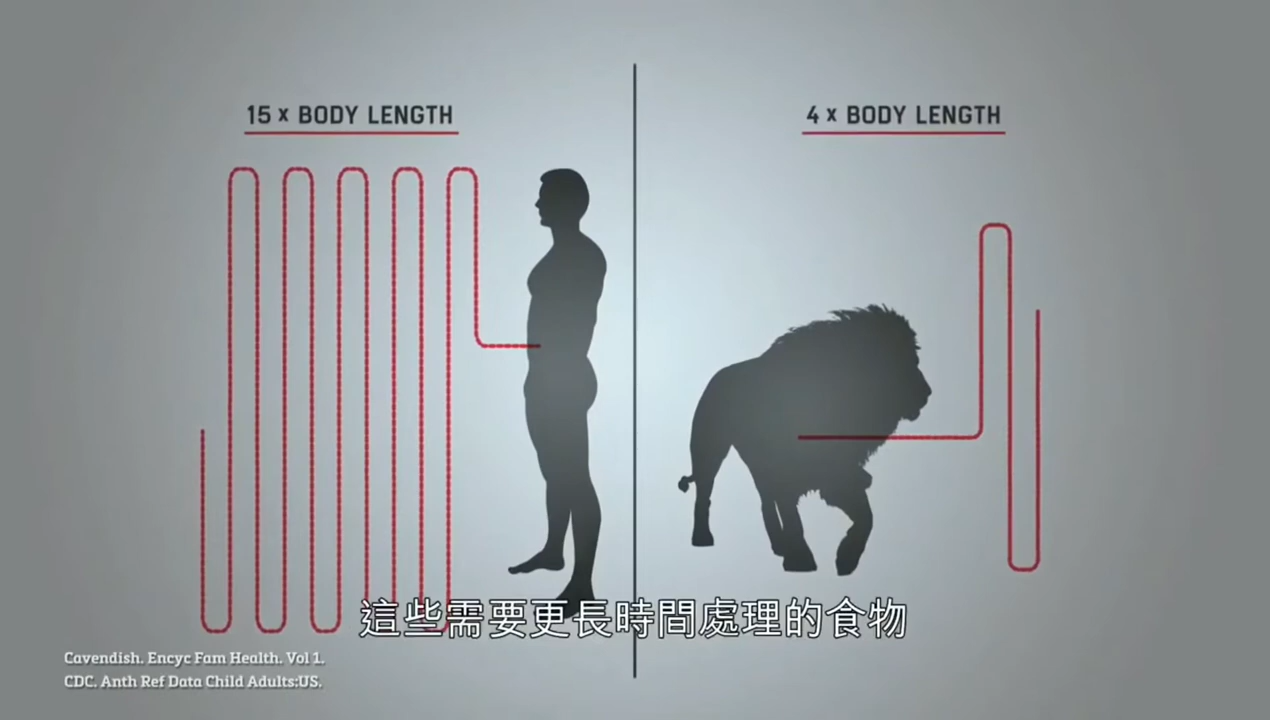 15 x BODY LENGTH
4 x BODY LENGTH
這些需要更長時間處理的食物
Cavendish. Encyc Fam Health. Vol 1.
CDC. Anth Ref Data Child Adults:US.